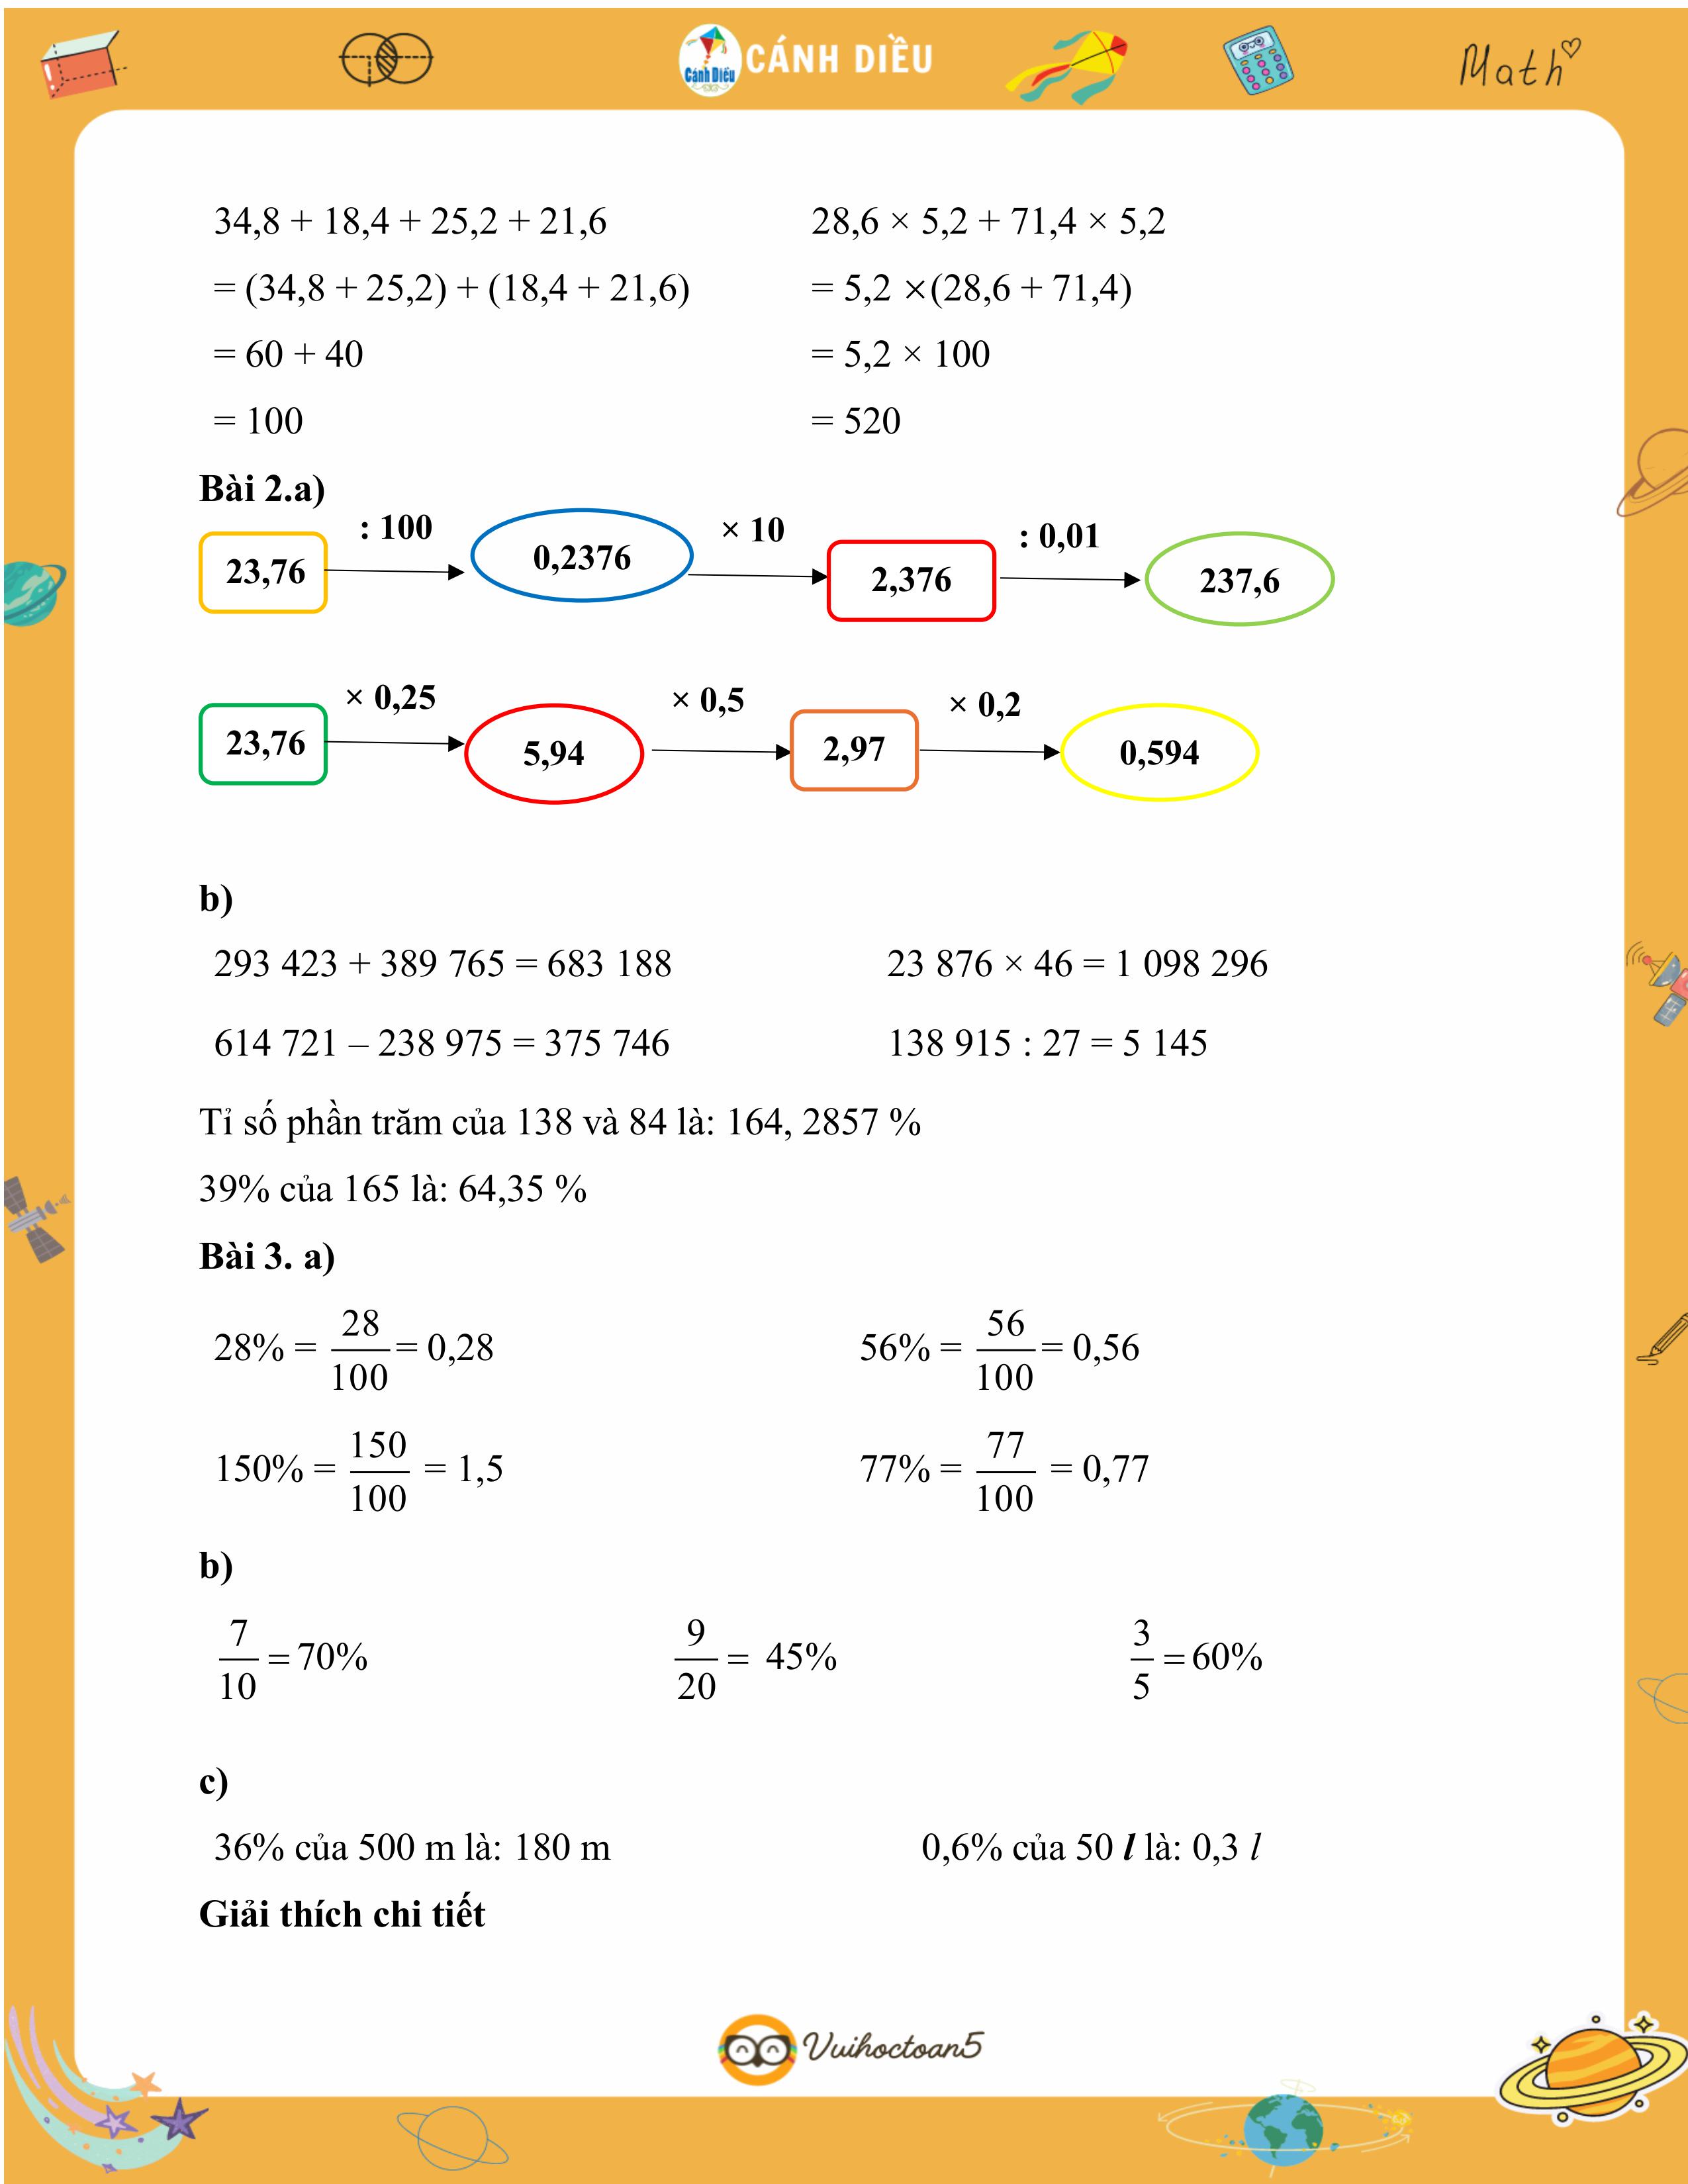 Cánh Diều CÁNH DIỀU
Math
34,8 + 18,4 + 25,2 + 21,6
= (34,8 + 25,2) + (18,4 + 21,6)
= 60 + 40
= 100
28,6 × 5,2 + 71,4 × 5,2
= 5,2 ×(28,6 + 71,4)
= 5,2 × 100
= 520
Bài 2.a)
23,76 : 100 0,2376 × 10 2,376 : 0,01 237,6
23,76 × 0,25 5,94 × 0,5 2,97 × 0,2 0,594
b)
293 423 + 389 765 = 683 188 23 876 × 46 = 1 098 296
614 721 – 238 975 = 375 746 138 915 : 27 = 5 145
Tỉ số phần trăm của 138 và 84 là: 164, 2857 %
39% của 165 là: 64,35 %
Bài 3. a)
28% = 28/100 = 0,28 56% = 56/100 = 0,56
150% = 150/100 = 1,5 77% = 77/100 = 0,77
b)
7/10 = 70% 9/20 = 45% 3/5 = 60%
c)
36% của 500 m là: 180 m 0,6% của 50 l là: 0,3 l
Giải thích chi tiết
Vuihoctoan5